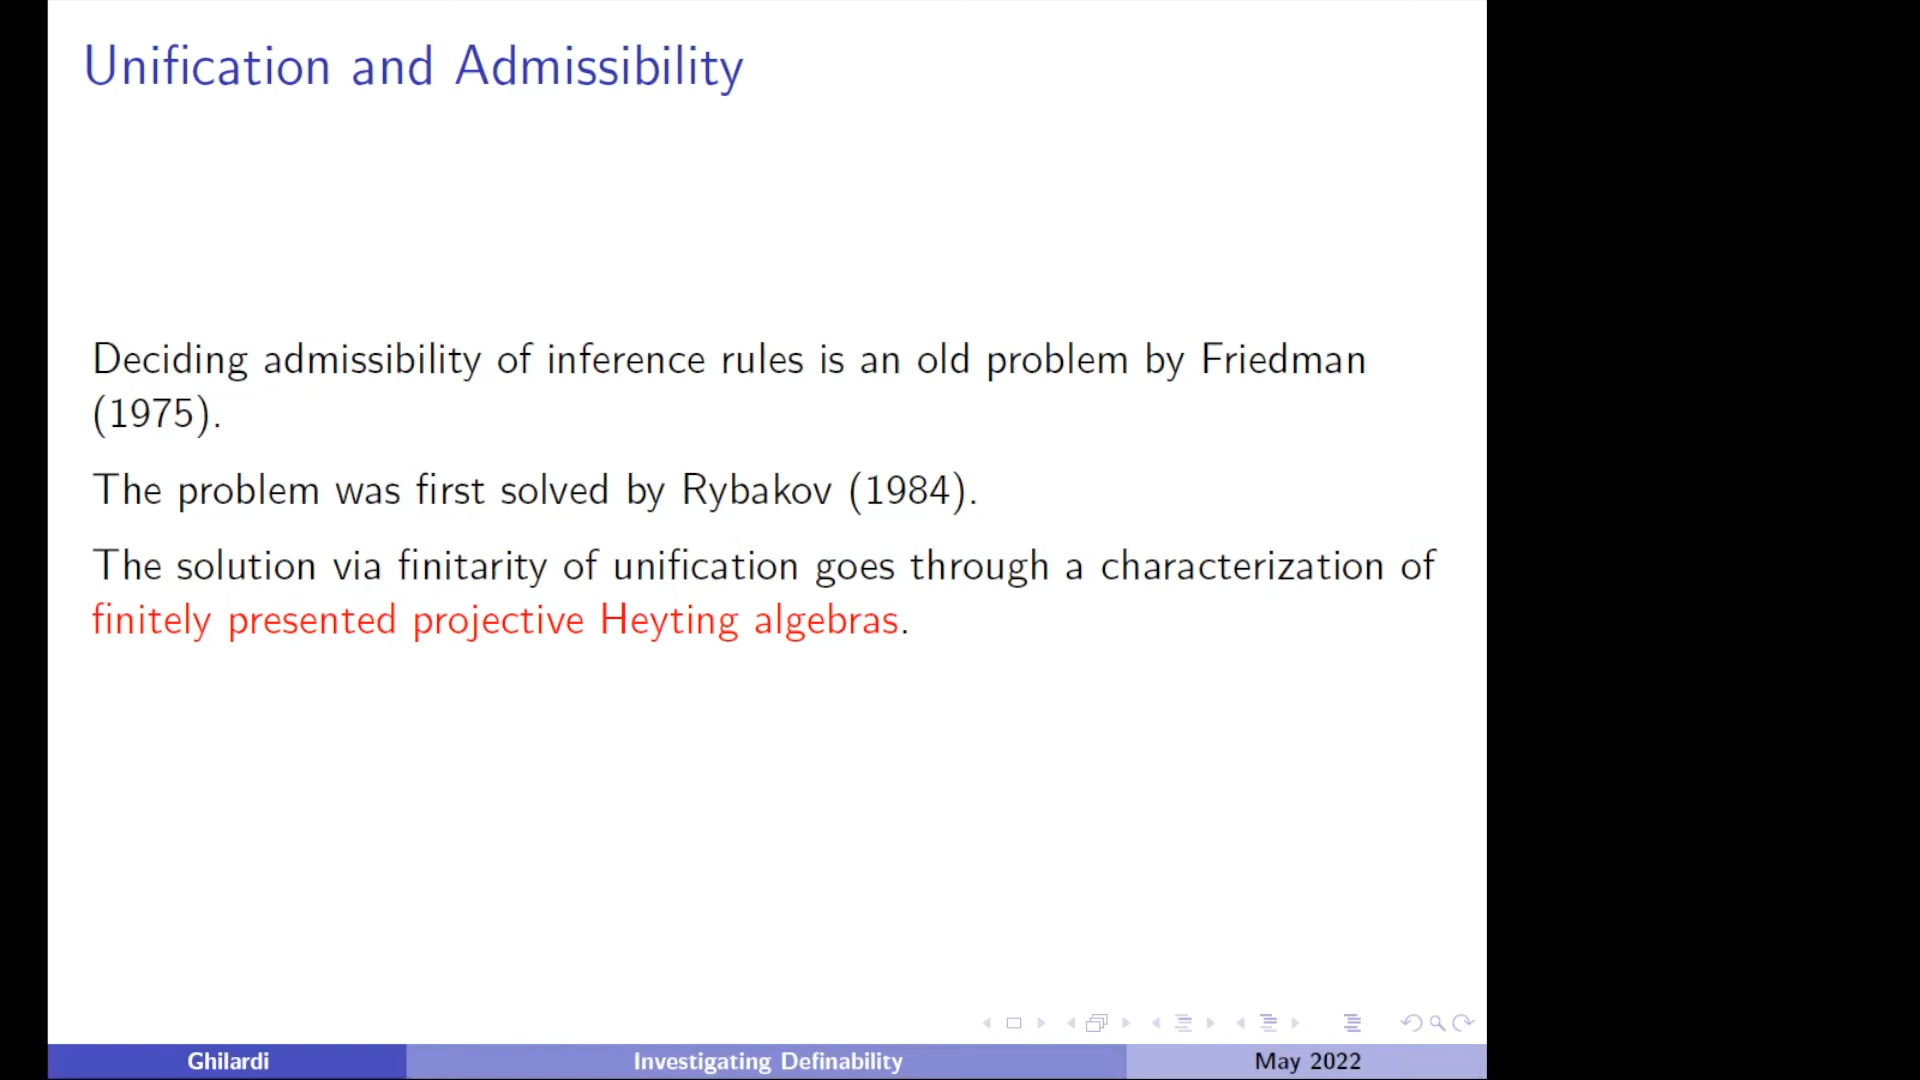 Unification and Admissibility
Deciding admissibility of inference rules is an old problem by Friedman
(1975).
The problem was first solved by Rybakov (1984).
The solution via finitarity of unification goes through a characterization of
finitely presented projective Heyting algebras.
Ghilardi Investigating Definability May 2022